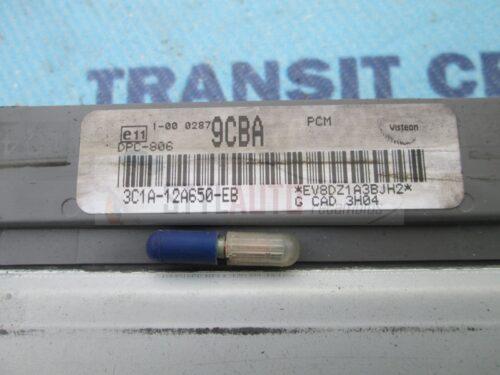 TRANSIT CE
e11 1-00 0287 9CBA PCM Visteon
DPC-806
3C1A-12A650-EB *EV8DZ1A3BJH2*
G CAD 3H04